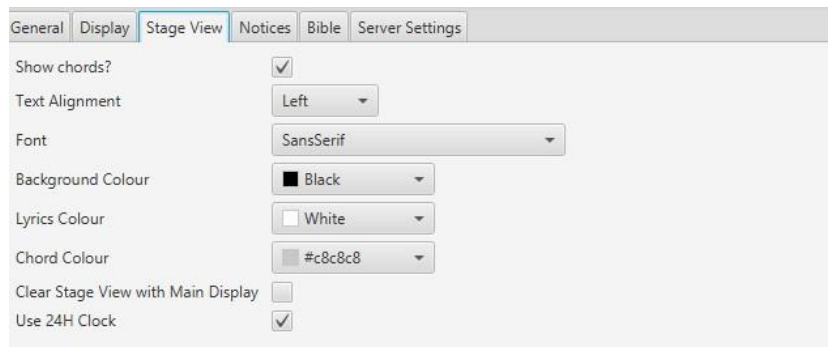 General Display Stage View Notices Bible Server Settings
Show chords?
Text Alignment Left
Font SansSerif
Background Colour Black
Lyrics Colour White
Chord Colour #c8c8c8
Clear Stage View with Main Display
Use 24H Clock